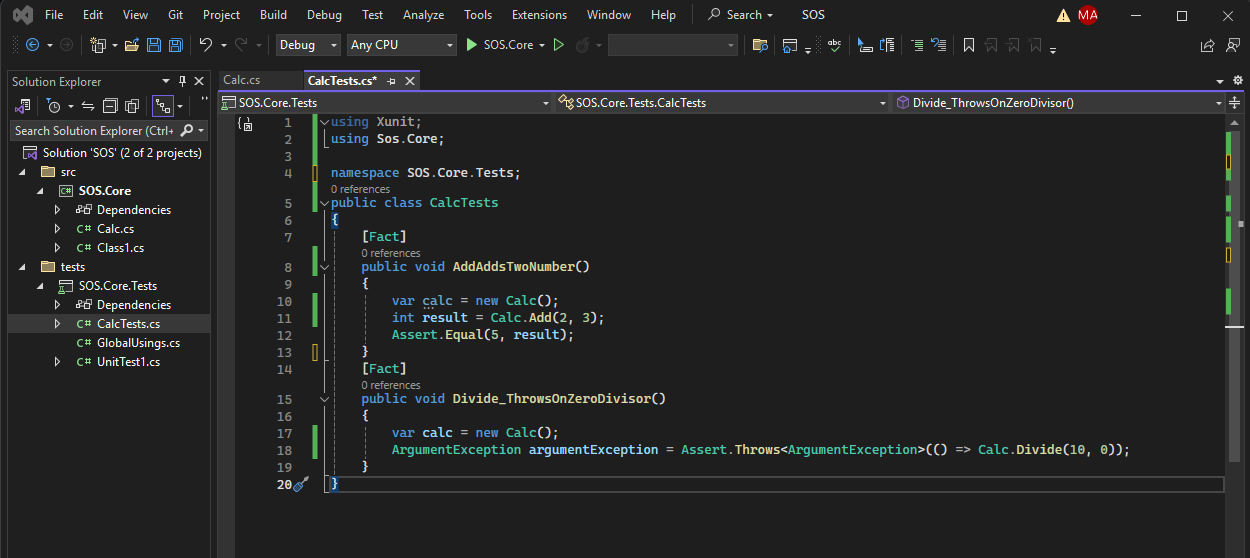 File Edit View Git Project Build Debug Test Analyze Tools Extensions Window Help Search SOS MA
Debug Any CPU SOS.Core
Solution Explorer
Search Solution Explorer (Ctrl+
Solution 'SOS' (2 of 2 projects)
src
C# SOS.Core
Dependencies
C# Calc.cs
C# Class1.cs
tests
SOS.Core.Tests
Dependencies
C# CalcTests.cs
C# GlobalUsings.cs
C# UnitTest1.cs
Calc.cs CalcTests.cs*
SOS.Core.Tests SOS.Core.Tests.CalcTests Divide_ThrowsOnZeroDivisor()
1 using Xunit;
2 using Sos.Core;
3
4 namespace SOS.Core.Tests;
0 references
5 public class CalcTests
6 {
7 [Fact]
0 references
8 public void AddAddsTwoNumber()
9 {
10 var calc = new Calc();
11 int result = Calc.Add(2, 3);
12 Assert.Equal(5, result);
13 }
14 [Fact]
0 references
15 public void Divide_ThrowsOnZeroDivisor()
16 {
17 var calc = new Calc();
18 ArgumentException argumentException = Assert.Throws<ArgumentException>(() => Calc.Divide(10, 0));
19 }
20 }